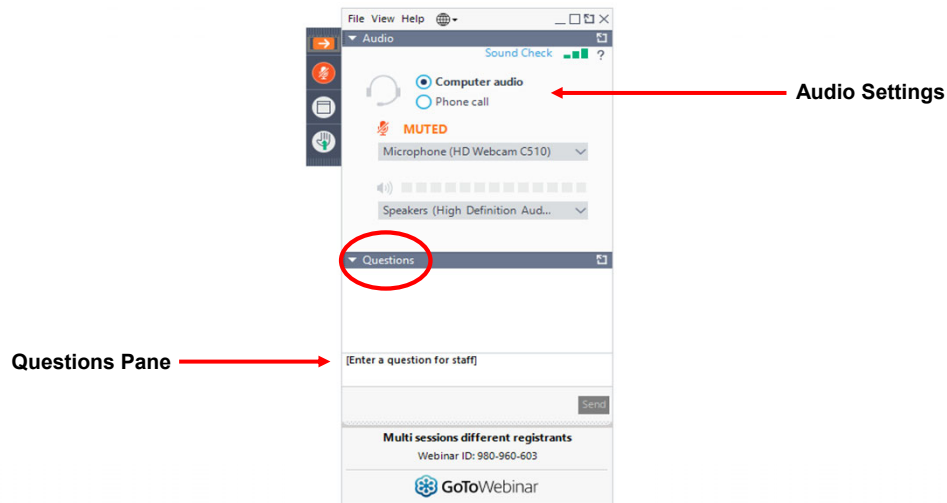 File View Help
Audio
Sound Check ?
Computer audio
Audio Settings
Phone call
MUTED
Microphone (HD Webcam C510)
Speakers (High Definition Aud...
Questions
Questions Pane
[Enter a question for staff]
Send
Multi sessions different registrants
Webinar ID: 980-960-603
GoToWebinar